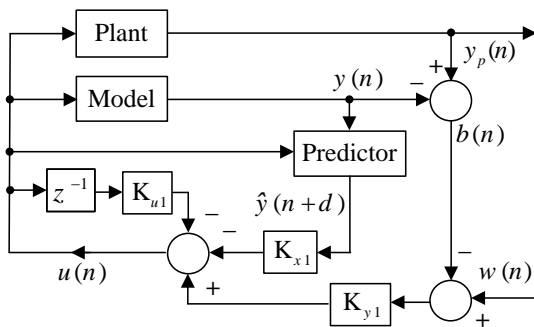 Plant
+
y_p(n)
Model
y(n)
−
b(n)
Predictor
z^{-1}
K_{u1}
ŷ(n+d)
−
−
−
u(n)
K_{x1}
w(n)
+
K_{y1}
+